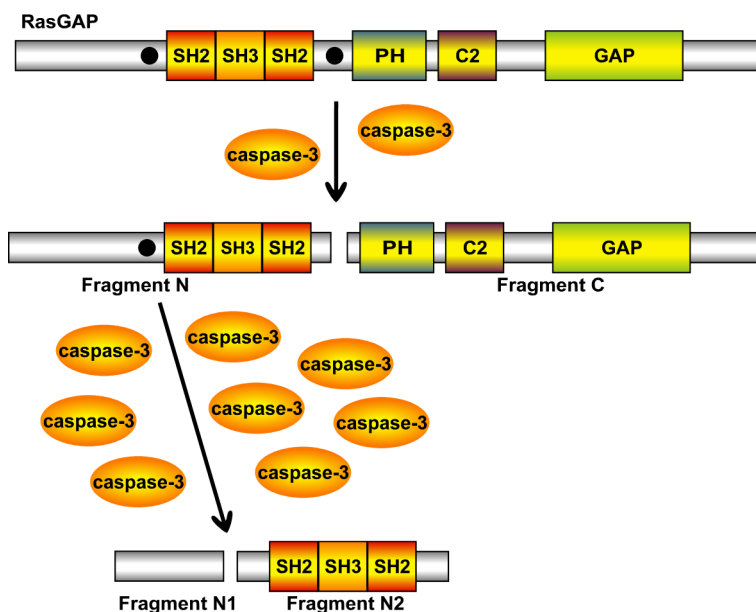 RasGAP
SH2 SH3 SH2 PH C2 GAP
caspase-3
caspase-3
SH2 SH3 SH2 PH C2 GAP
Fragment N Fragment C
caspase-3
caspase-3
caspase-3
caspase-3
caspase-3
caspase-3
caspase-3
caspase-3
SH2 SH3 SH2
Fragment N1 Fragment N2